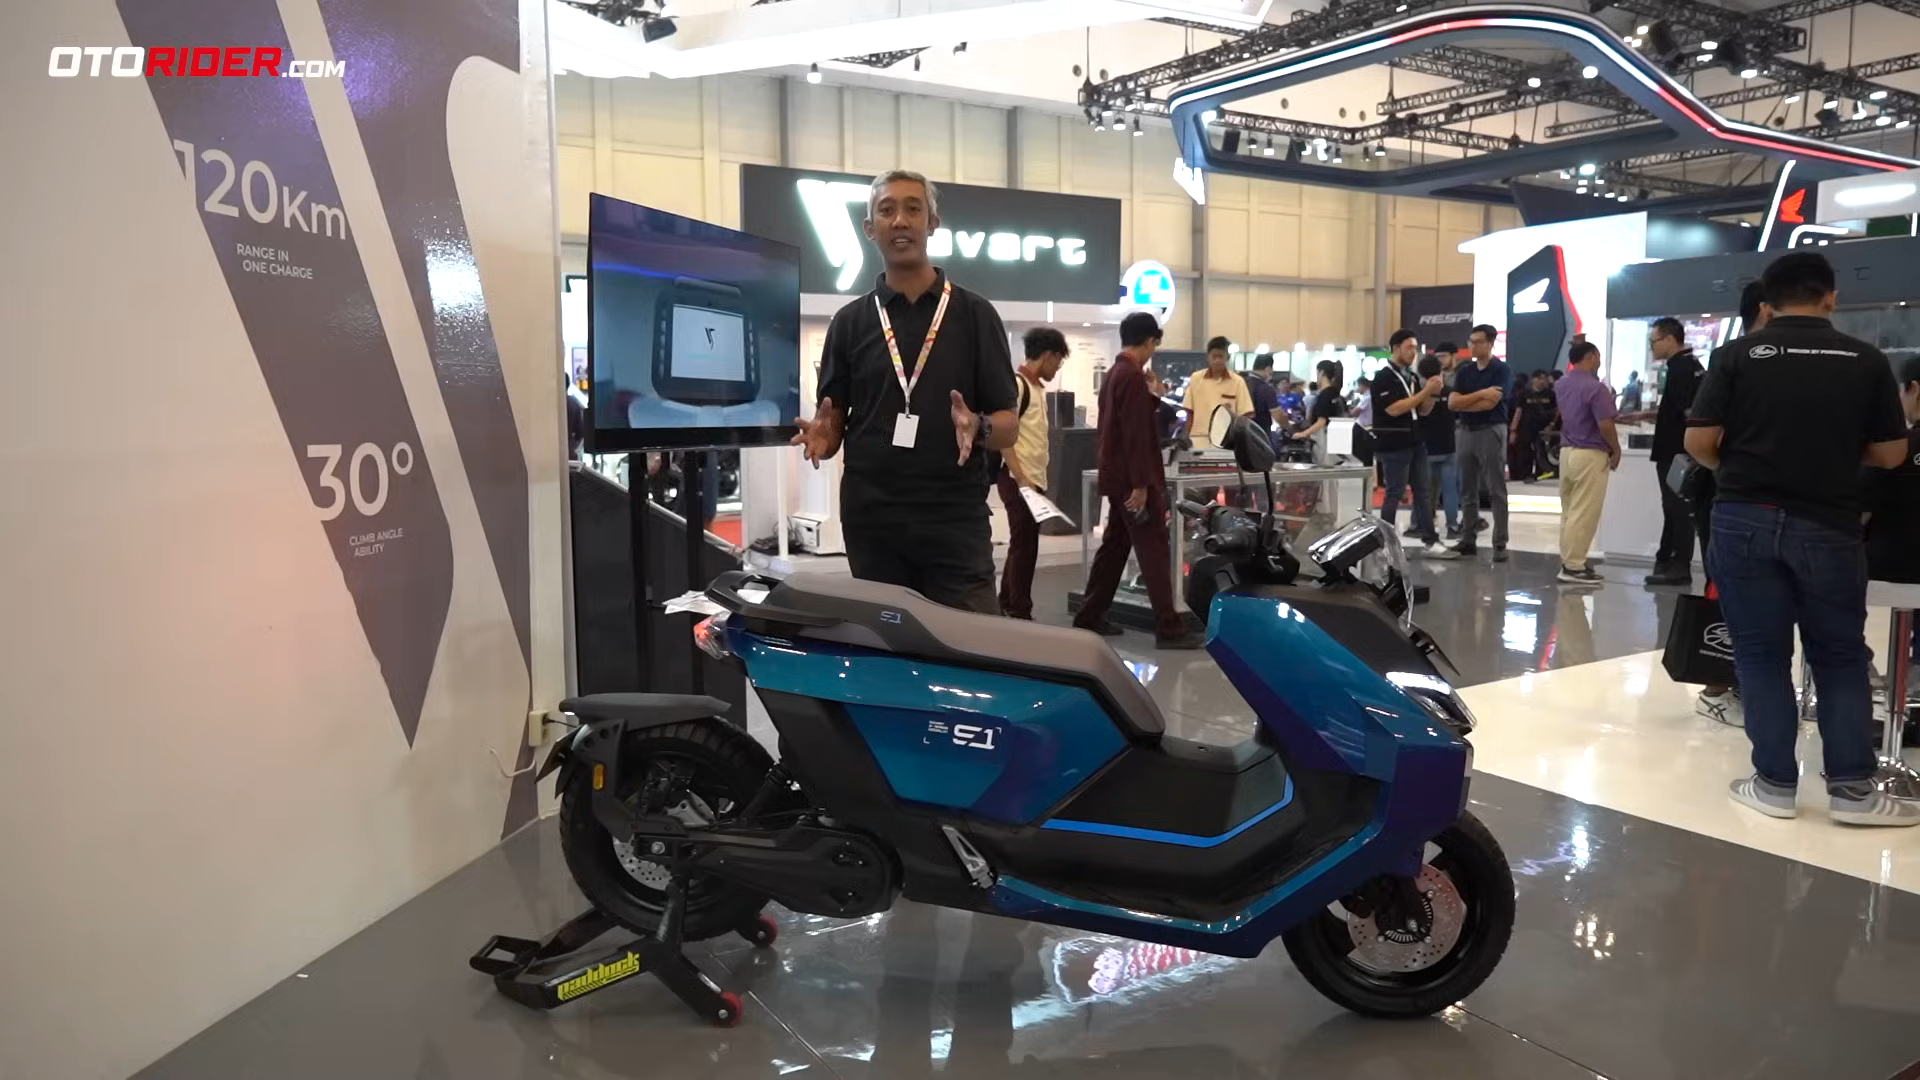 OTORIDER.COM
120Km
RANGE IN
ONE CHARGE
30°
CLIMB ANGLE
ABILITY
savart
RESP
S1
S1
paddock